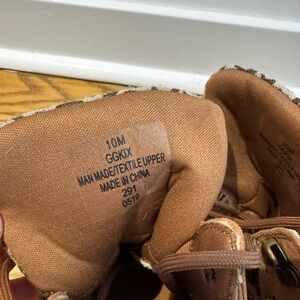 10M
GGKIX
MAN MADE/TEXTILE UPPER
MADE IN CHINA
291
0519